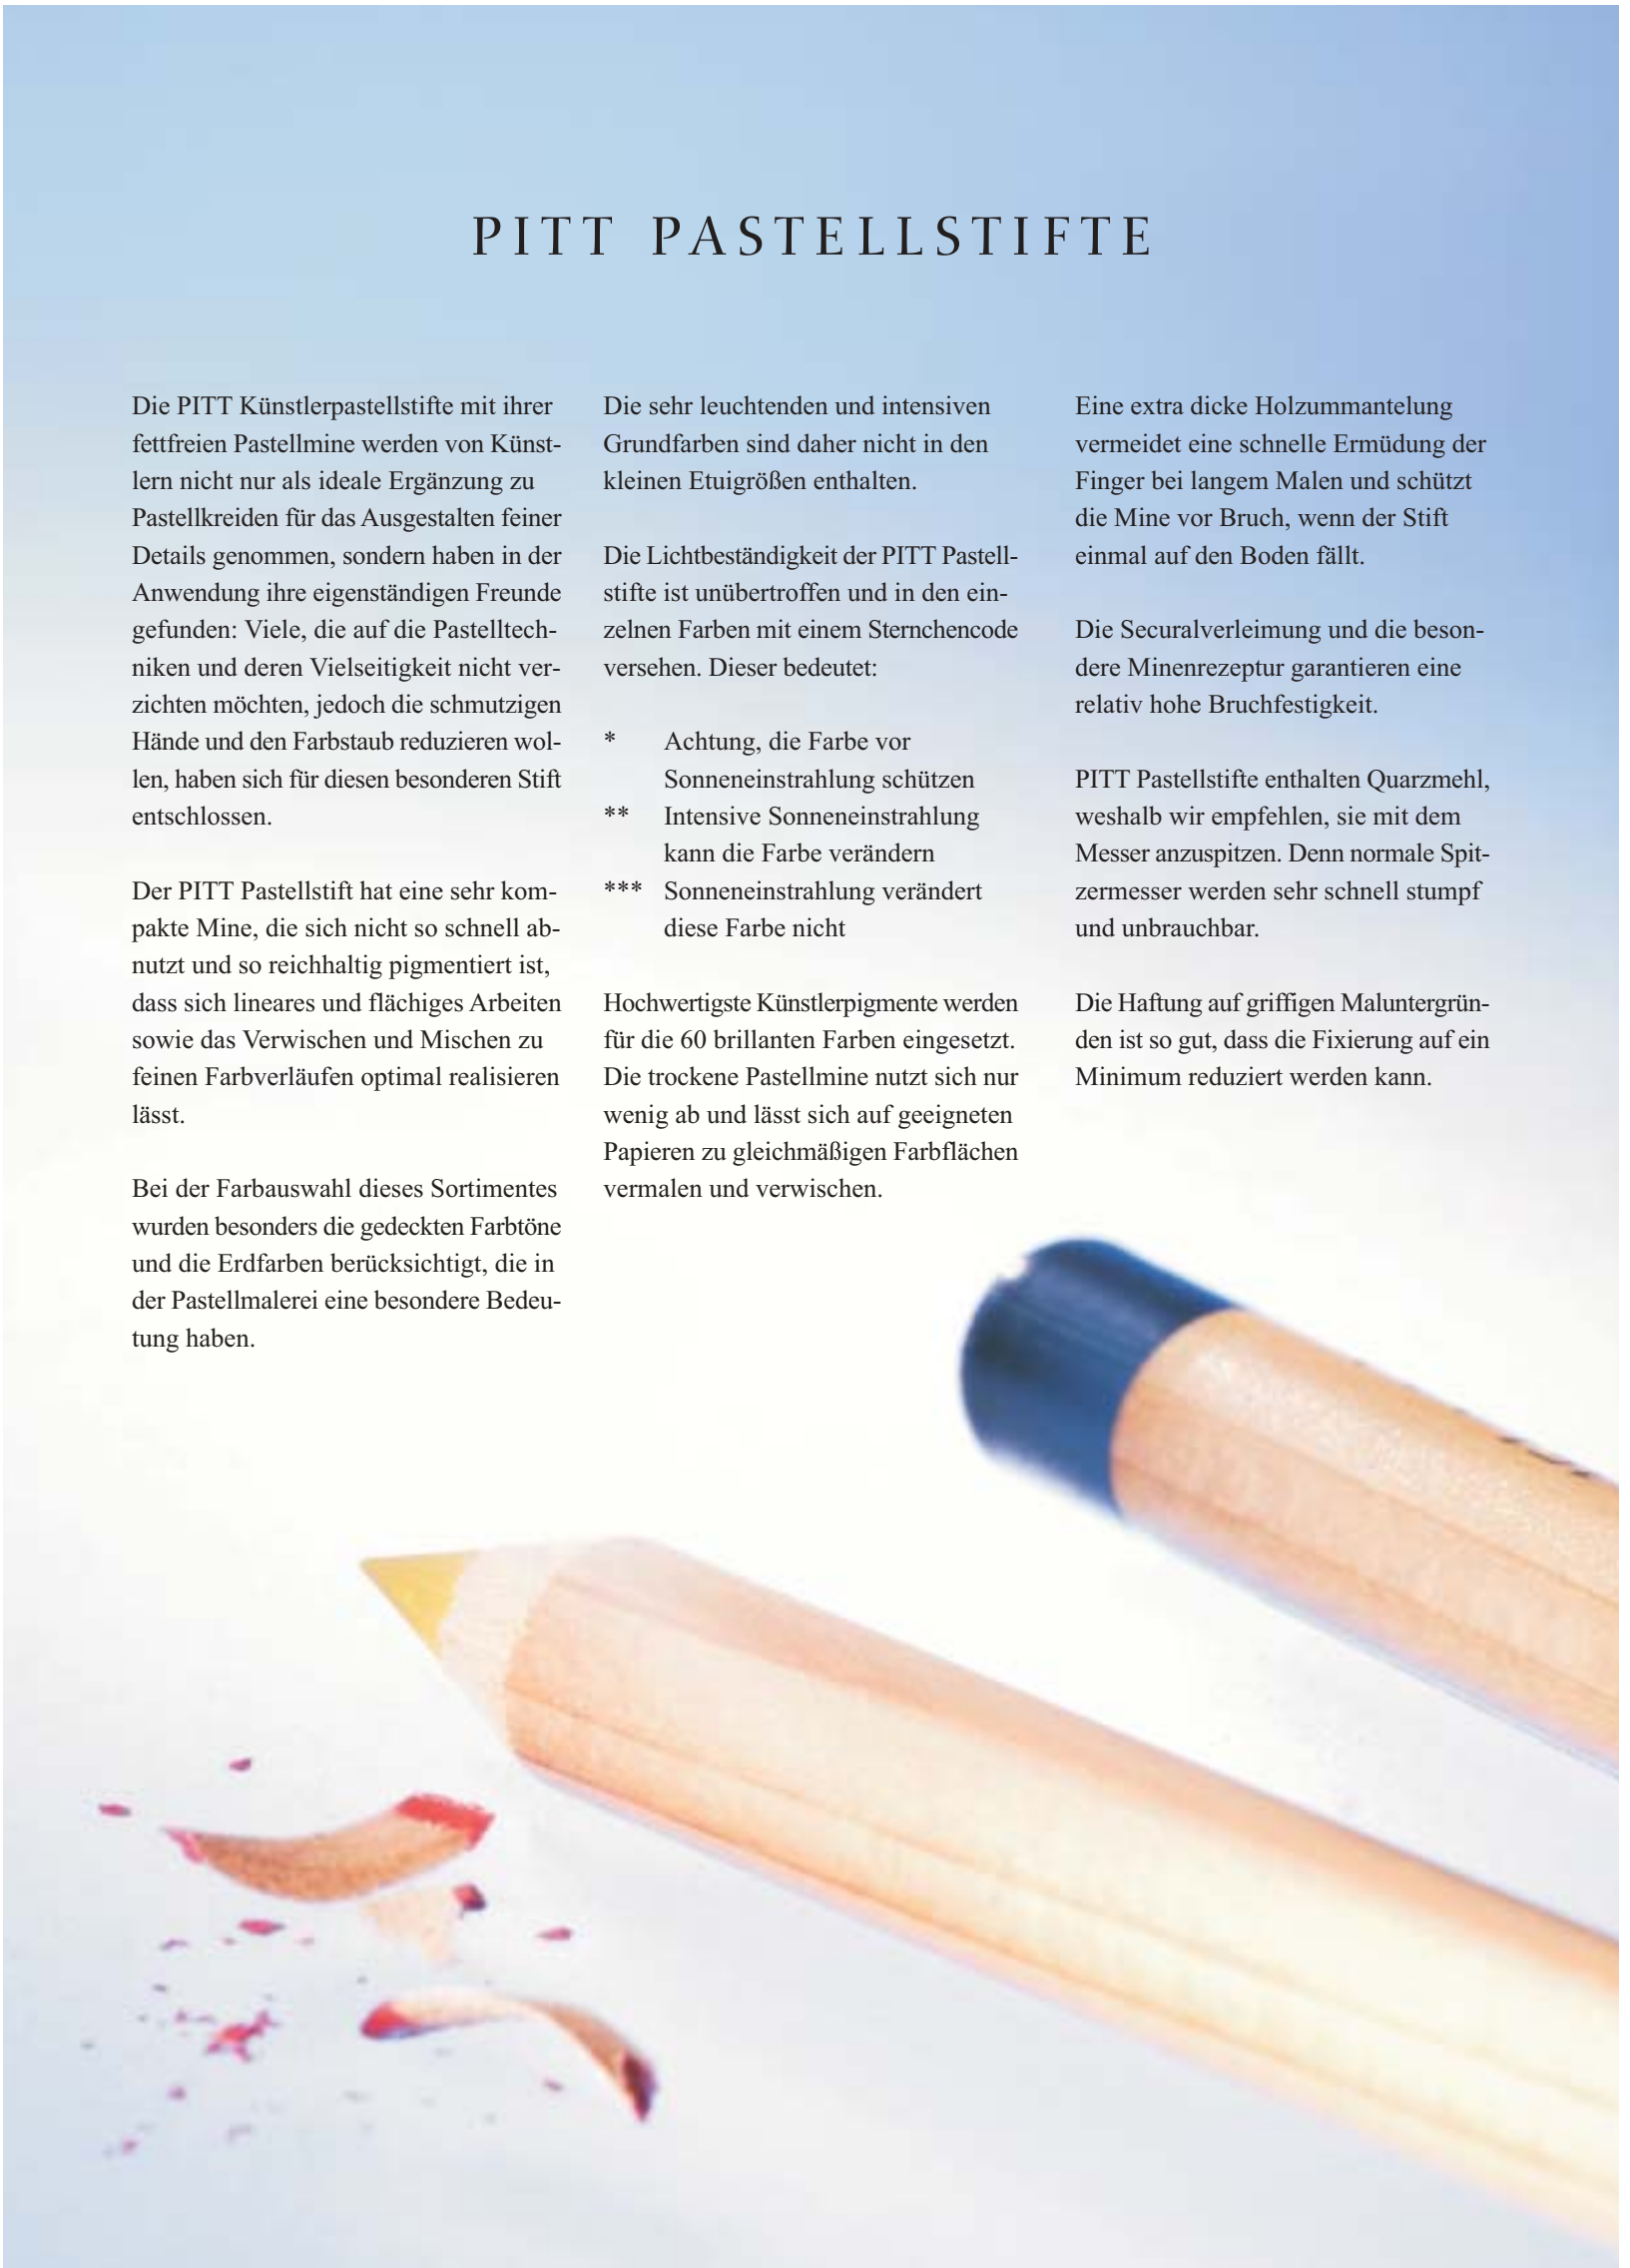 PITT PASTELLSTIFTE
Die PITT Künstlerpastellstifte mit ihrer
fettfreien Pastellmine werden von Künst-
lern nicht nur als ideale Ergänzung zu
Pastellkreiden für das Ausgestalten feiner
Details genommen, sondern haben in der
Anwendung ihre eigenständigen Freunde
gefunden: Viele, die auf die Pastelltech-
niken und deren Vielseitigkeit nicht ver-
zichten möchten, jedoch die schmutzigen
Hände und den Farbstaub reduzieren wol-
len, haben sich für diesen besonderen Stift
entschlossen.
Der PITT Pastellstift hat eine sehr kom-
pakte Mine, die sich nicht so schnell ab-
nutzt und so reichhaltig pigmentiert ist,
dass sich lineares und flächiges Arbeiten
sowie das Verwischen und Mischen zu
feinen Farbverläufen optimal realisieren
lässt.
Bei der Farbauswahl dieses Sortimentes
wurden besonders die gedeckten Farbtöne
und die Erdfarben berücksichtigt, die in
der Pastellmalerei eine besondere Bedeu-
tung haben.
Die sehr leuchtenden und intensiven
Grundfarben sind daher nicht in den
kleinen Etuigrößen enthalten.
Die Lichtbeständigkeit der PITT Pastell-
stifte ist unübertroffen und in den ein-
zelnen Farben mit einem Sternchencode
versehen. Dieser bedeutet:
* Achtung, die Farbe vor
Sonneneinstrahlung schützen
** Intensive Sonneneinstrahlung
kann die Farbe verändern
*** Sonneneinstrahlung verändert
diese Farbe nicht
Hochwertigste Künstlerpigmente werden
für die 60 brillanten Farben eingesetzt.
Die trockene Pastellmine nutzt sich nur
wenig ab und lässt sich auf geeigneten
Papieren zu gleichmäßigen Farbflächen
vermalen und verwischen.
Eine extra dicke Holzummantelung
vermeidet eine schnelle Ermüdung der
Finger bei langem Malen und schützt
die Mine vor Bruch, wenn der Stift
einmal auf den Boden fällt.
Die Securalverleimung und die beson-
dere Minenrezeptur garantieren eine
relativ hohe Bruchfestigkeit.
PITT Pastellstifte enthalten Quarzmehl,
weshalb wir empfehlen, sie mit dem
Messer anzuspitzen. Denn normale Spit-
zermesser werden sehr schnell stumpf
und unbrauchbar.
Die Haftung auf griffigen Maluntergrün-
den ist so gut, dass die Fixierung auf ein
Minimum reduziert werden kann.